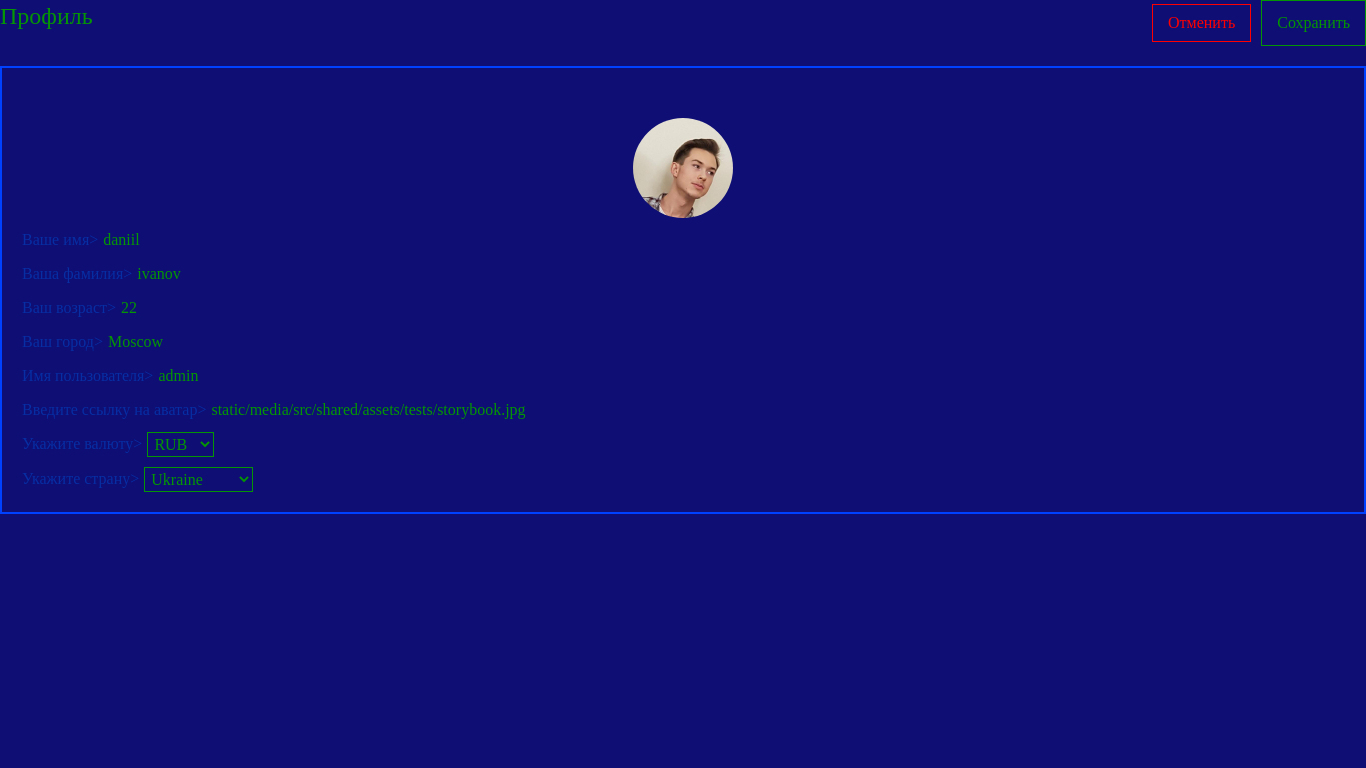 Профиль
Отменить
Сохранить
Ваше имя> daniil
Ваша фамилия> ivanov
Ваш возраст> 22
Ваш город> Moscow
Имя пользователя> admin
Введите ссылку на аватар> static/media/src/shared/assets/tests/storybook.jpg
Укажите валюту> RUB
Укажите страну> Ukraine